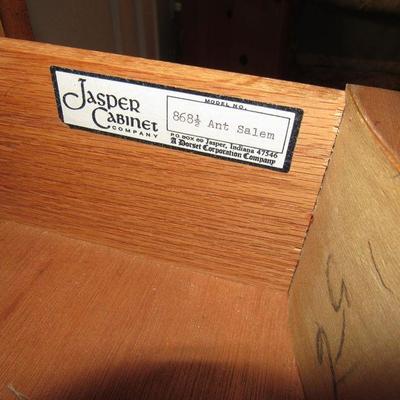 JASPER
CABINET
COMPANY
MODEL NO.
868½ Ant Salem
P.O. BOX 69 Jasper, Indiana 47546
A Dorset Corporation Company